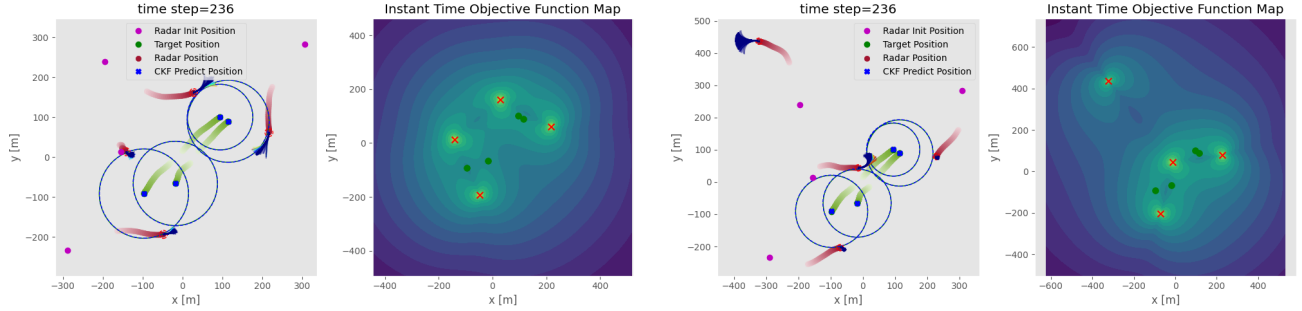 time step=236
Instant Time Objective Function Map
time step=236
Instant Time Objective Function Map
Radar Init Position
Target Position
Radar Position
CKF Predict Position
y [m]
300
200
100
0
−100
−200
−300 −200 −100 0 100 200 300
x [m]
y [m]
400
200
0
−200
−400
−400 −200 0 200 400
x [m]
Radar Init Position
Target Position
Radar Position
CKF Predict Position
y [m]
500
400
300
200
100
0
−100
−200
−400 −300 −200 −100 0 100 200 300
x [m]
y [m]
600
400
200
0
−200
−400
−600 −400 −200 0 200 400
x [m]